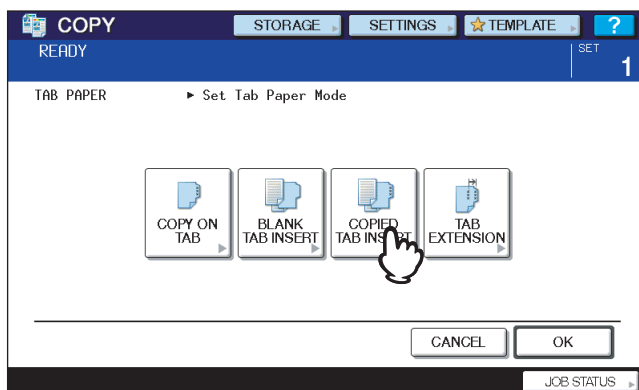 COPY STORAGE SETTINGS TEMPLATE ?
READY SET
1
TAB PAPER ► Set Tab Paper Mode
COPY ON
TAB
BLANK
TAB INSERT
COPIED
TAB INSERT
TAB
EXTENSION
CANCEL OK
JOB STATUS